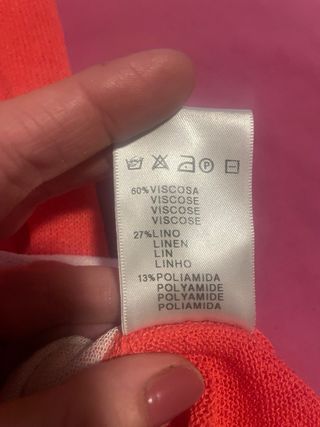 60% VISCOSA
VISCOSE
VISCOSE
VISCOSE
27% LINO
LINEN
LIN
LINHO
13% POLIAMIDA
POLYAMIDE
POLYAMIDE
POLIAMIDA